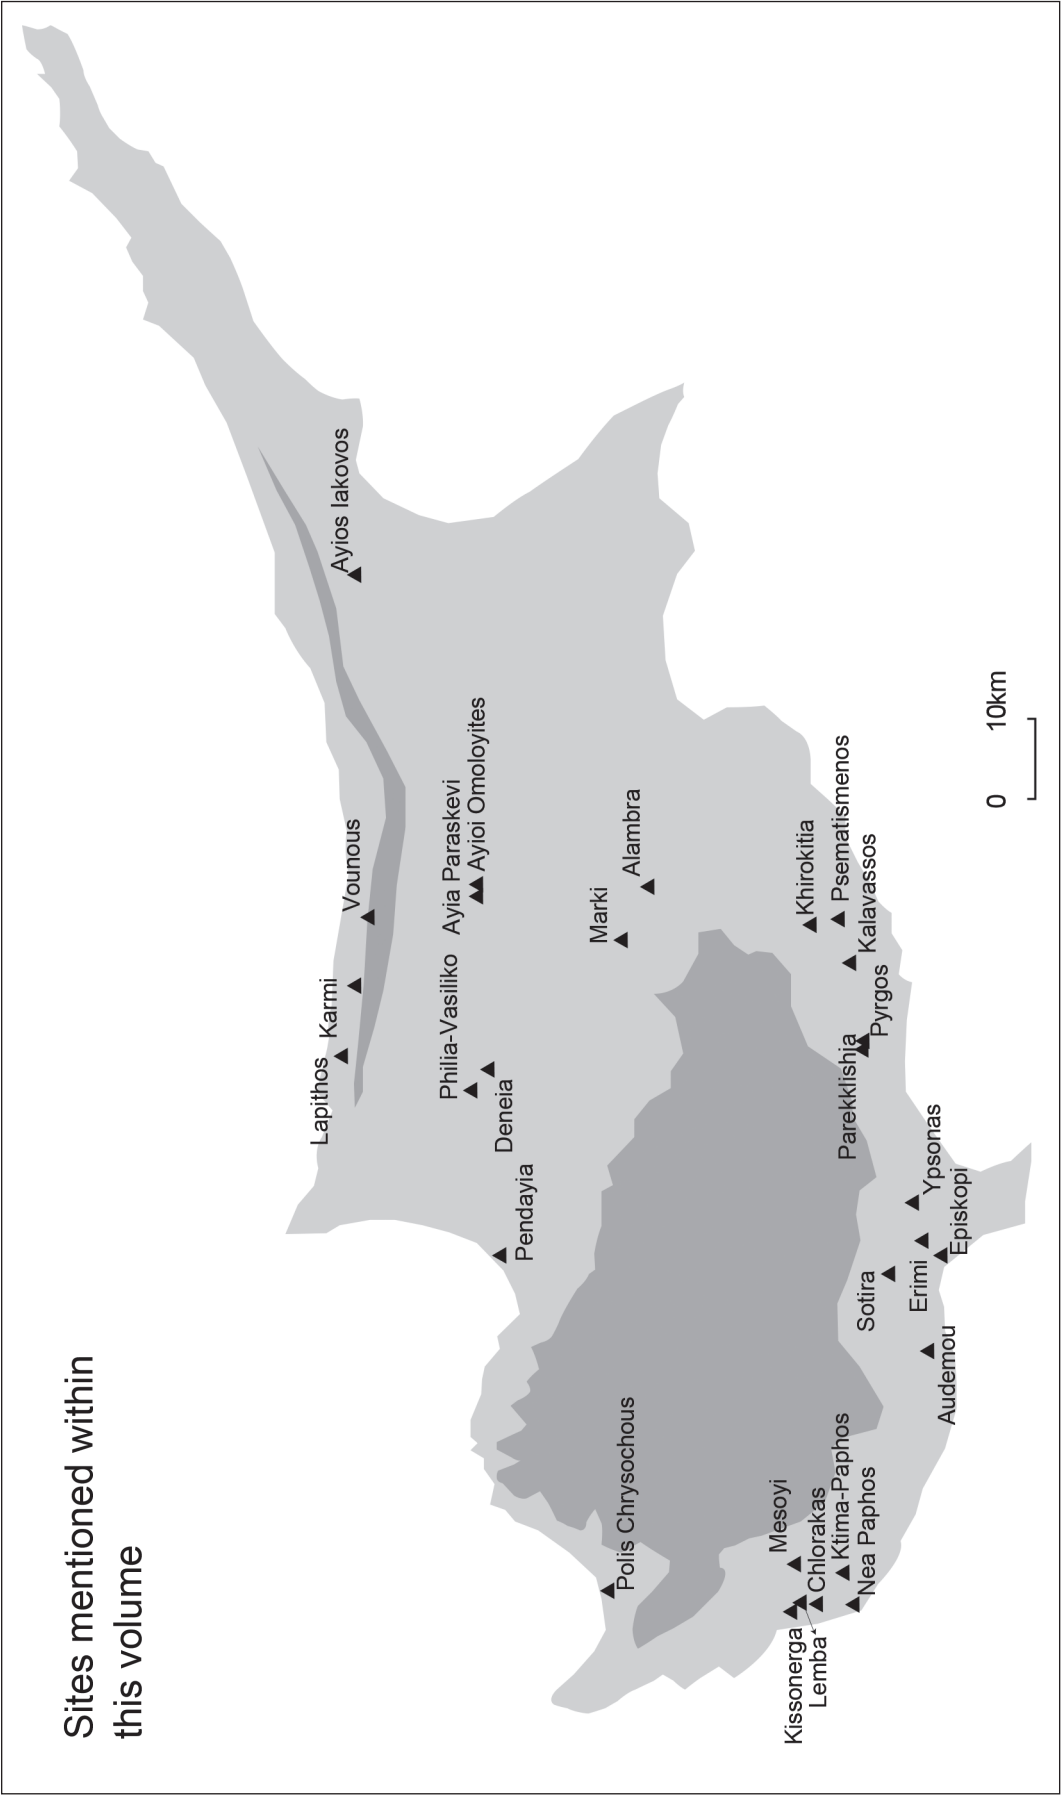 Sites mentioned within
this volume
Ayios Iakovos
Vounous
Karmi
Lapithos
Ayia Paraskevi
Ayioi Omoloyites
Philia-Vasiliko
Deneia
Pendayia
Alambra
Marki
Khirokitia
Psematismenos
Kalavassos
Pyrgos
Parekklishia
Ypsonas
Episkopi
Erimi
Sotira
Audemou
Polis Chrysochous
Mesoyi
Chlorakas
Ktima-Paphos
Nea Paphos
Kissonerga
Lemba
0 10km